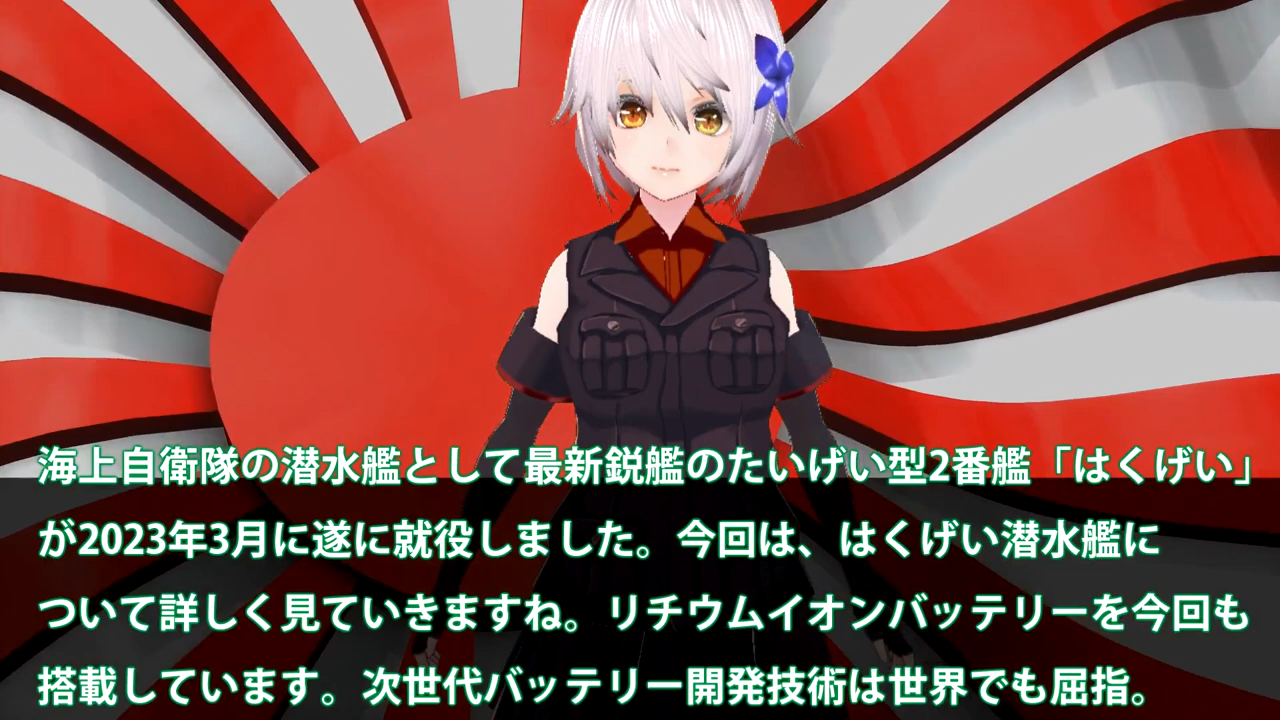 海上自衛隊の潜水艦として最新鋭艦のたいげい型2番艦「はくげい」
が2023年3月に遂に就役しました。今回は、はくげい潜水艦に
ついて詳しく見ていきますね。リチウムイオンバッテリーを今回も
搭載しています。次世代バッテリー開発技術は世界でも屈指。